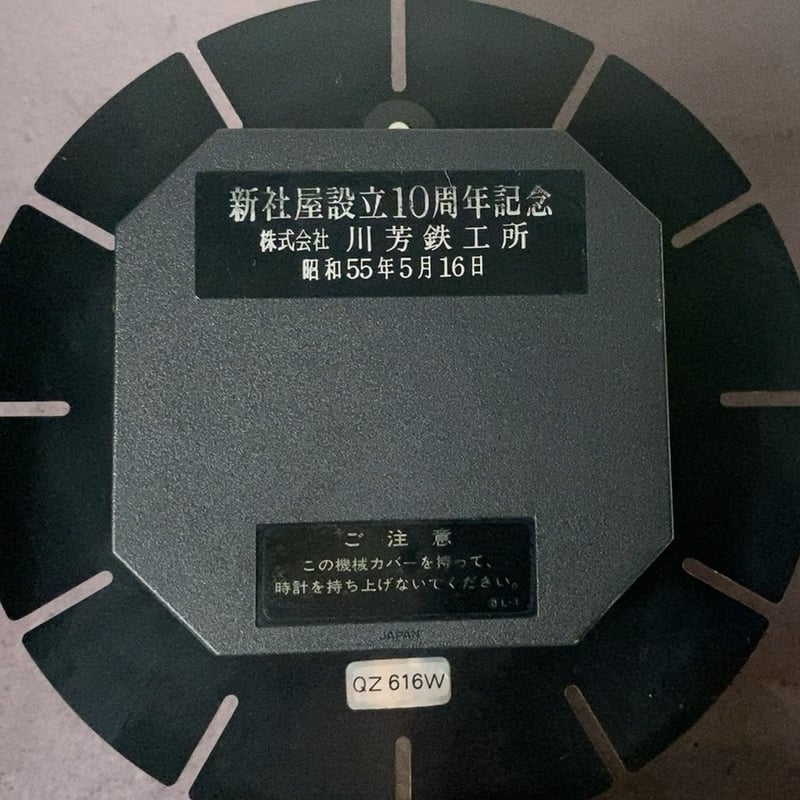 新社屋設立10周年記念
株式会社 川芳鉄工所
昭和55年5月16日
ご注意
この機械カバーを持って、
時計を持ち上げないでください。
JAPAN
QZ 616W